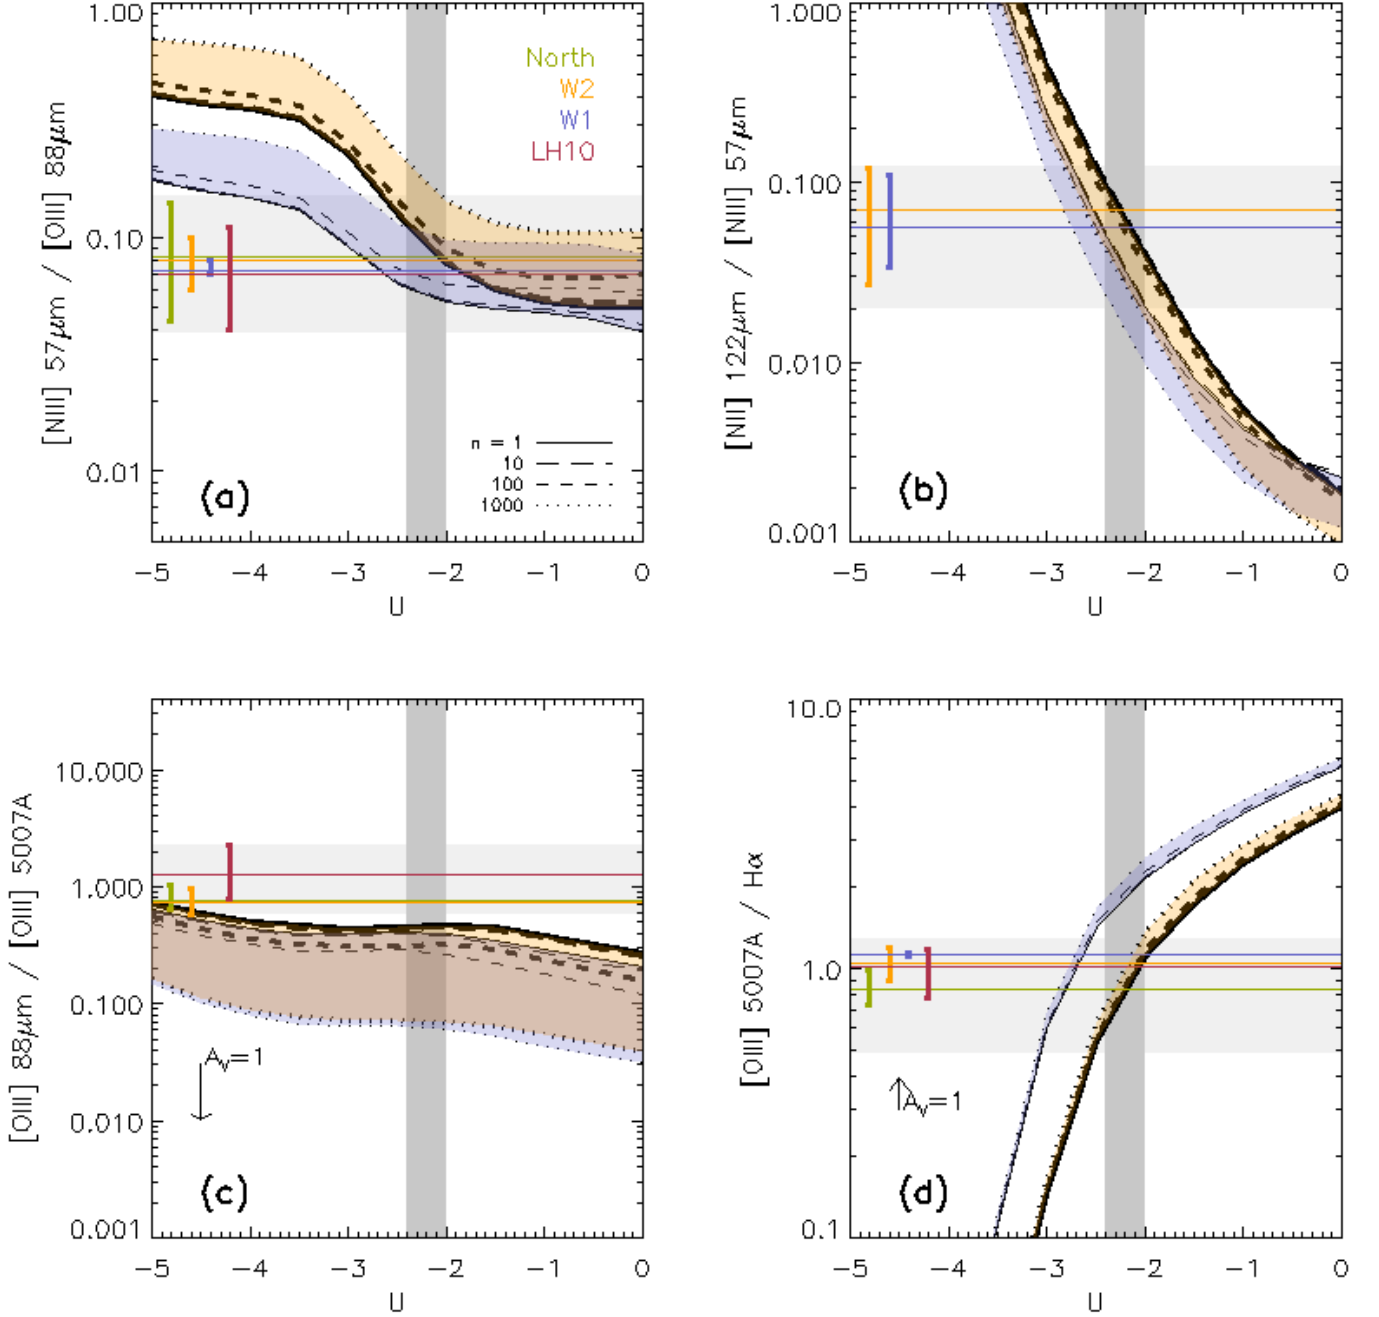 1.00
0.10
0.01
[NIII] 57μm / [OIII] 88μm
North
W2
W1
LH10
n = 1
10
100
1000
(a)
−5 −4 −3 −2 −1 0
U
1.000
0.100
0.010
0.001
[NII] 122μm / [NIII] 57μm
(b)
−5 −4 −3 −2 −1 0
U
10.000
1.000
0.100
0.010
0.001
[OIII] 88μm / [OIII] 5007A
Av=1
(c)
−5 −4 −3 −2 −1 0
U
10.0
1.0
0.1
[OIII] 5007A / Hα
Av=1
(d)
−5 −4 −3 −2 −1 0
U